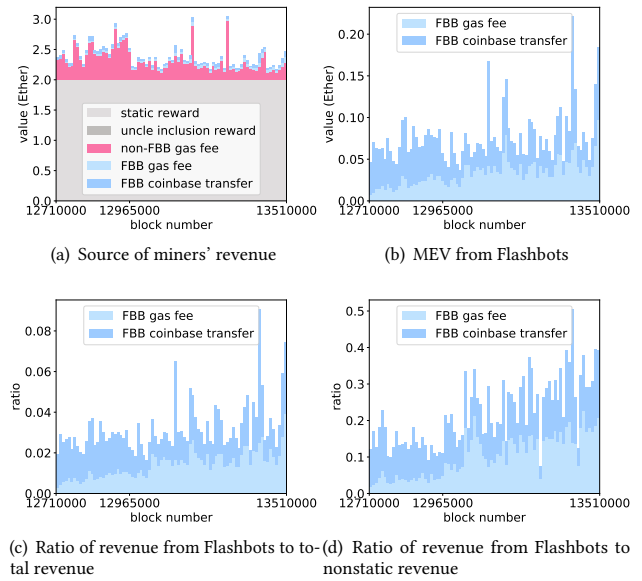 3.0
2.5
2.0
1.5
1.0
0.5
0.0
value (Ether)
static reward
uncle inclusion reward
non-FBB gas fee
FBB gas fee
FBB coinbase transfer
12710000 12965000 13510000
block number
(a) Source of miners’ revenue
0.20
0.15
0.10
0.05
0.00
value (Ether)
FBB gas fee
FBB coinbase transfer
12710000 12965000 13510000
block number
(b) MEV from Flashbots
0.08
0.06
0.04
0.02
0.00
ratio
FBB gas fee
FBB coinbase transfer
12710000 12965000 13510000
block number
(c) Ratio of revenue from Flashbots to to-
tal revenue
0.5
0.4
0.3
0.2
0.1
0.0
ratio
FBB gas fee
FBB coinbase transfer
12710000 12965000 13510000
block number
(d) Ratio of revenue from Flashbots to
nonstatic revenue